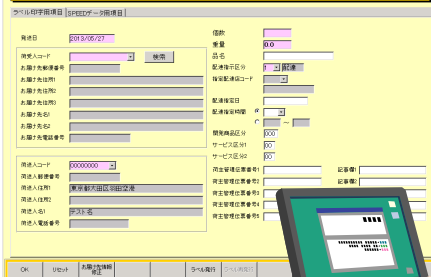 ラベル印字用項目 SPEEDデータ用項目
発送日 2013/05/27
荷受人コード 検索
お届け先郵便番号
お届け先住所1
お届け先住所2
お届け先住所3
お届け先名1
お届け先名2
お届け先電話番号
荷送人コード 00000000
荷送人郵便番号
荷送人住所1 東京都大田区羽田空港
荷送人住所2
荷送人名1 テスト名
荷送人電話番号
個数
重量 0.0
品名
配達指示区分 1 配達
指定配達店コード
配達指定日
配達指定時間
～
開発商品区分 000
サービス区分1 00
サービス区分2 00
荷主管理伝票番号1 記事欄1
荷主管理伝票番号2 記事欄2
荷主管理伝票番号3
荷主管理伝票番号4
荷主管理伝票番号5
OK リセット お届け先情報修正 ラベル発行 ラベル再発行